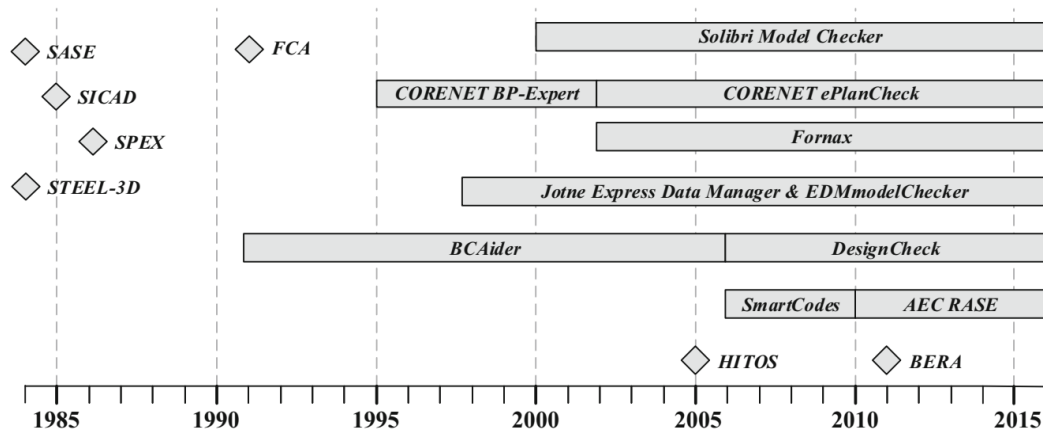 SASE
FCA
Solibri Model Checker
SICAD
CORENET BP-Expert
CORENET ePlanCheck
SPEX
Fornax
STEEL-3D
Jotne Express Data Manager & EDMmodelChecker
BCAider
DesignCheck
SmartCodes
AEC RASE
HITOS
BERA
1985 1990 1995 2000 2005 2010 2015